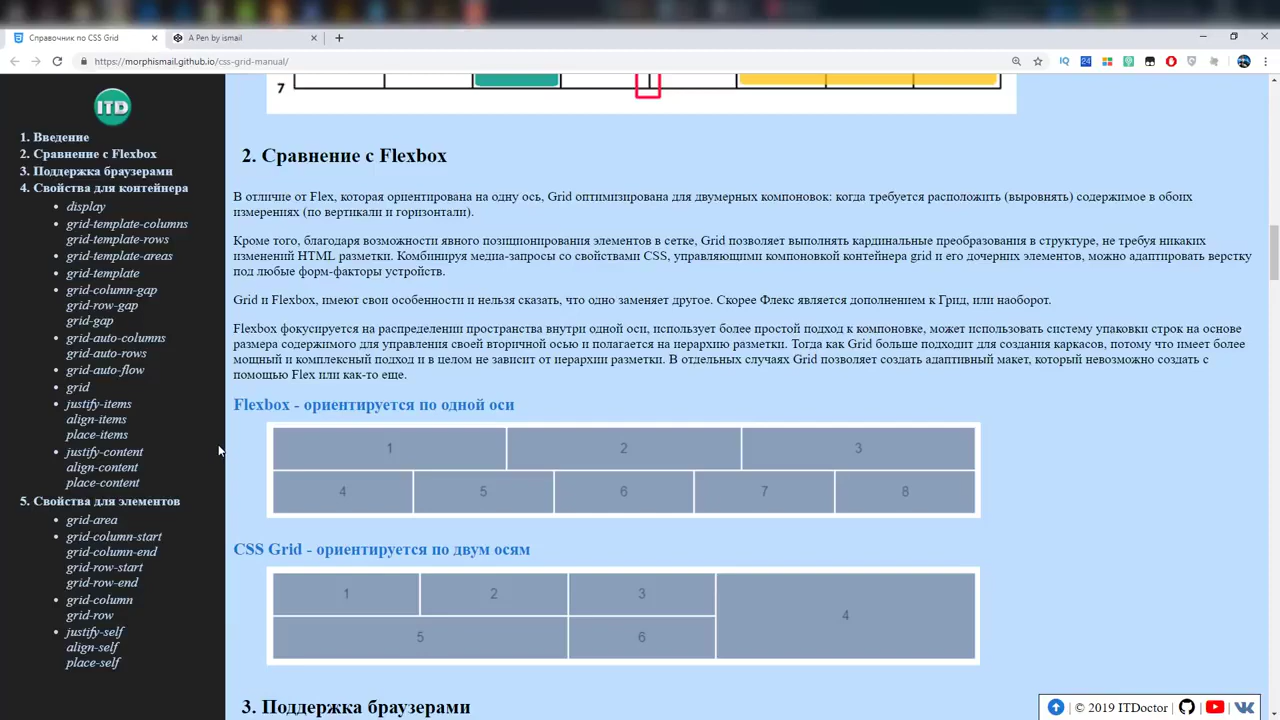 Справочник по CSS Grid
A Pen by ismail
https://morphismail.github.io/css-grid-manual/
IQ
24
ITD
1. Введение
2. Сравнение с Flexbox
3. Поддержка браузерами
4. Свойства для контейнера
display
grid-template-columns
grid-template-rows
grid-template-areas
grid-template
grid-column-gap
grid-row-gap
grid-gap
grid-auto-columns
grid-auto-rows
grid-auto-flow
grid
justify-items
align-items
place-items
justify-content
align-content
place-content
5. Свойства для элементов
grid-area
grid-column-start
grid-column-end
grid-row-start
grid-row-end
grid-column
grid-row
justify-self
align-self
place-self
7
2. Сравнение с Flexbox
В отличие от Flex, которая ориентирована на одну ось, Grid оптимизирована для двумерных компоновок: когда требуется расположить (выровнять) содержимое в обоих
измерениях (по вертикали и горизонтали).
Кроме того, благодаря возможности явного позиционирования элементов в сетке, Grid позволяет выполнять кардинальные преобразования в структуре, не требуя никаких
изменений HTML разметки. Комбинируя медиа-запросы со свойствами CSS, управляющими компоновкой контейнера grid и его дочерних элементов, можно адаптировать верстку
под любые форм-факторы устройств.
Grid и Flexbox, имеют свои особенности и нельзя сказать, что одно заменяет другое. Скорее Флекс является дополнением к Грид, или наоборот.
Flexbox фокусируется на распределении пространства внутри одной оси, использует более простой подход к компоновке, может использовать систему упаковки строк на основе
размера содержимого для управления своей вторичной осью и полагается на иерархию разметки. Тогда как Grid больше подходит для создания каркасов, потому что имеет более
мощный и комплексный подход и в целом не зависит от иерархии разметки. В отдельных случаях Grid позволяет создать адаптивный макет, который невозможно создать с
помощью Flex или как-то еще.
Flexbox - ориентируется по одной оси
1 2 3
4 5 6 7 8
CSS Grid - ориентируется по двум осям
1 2 3
4
5 6
3. Поддержка браузерами
| © 2019 ITDoctor |